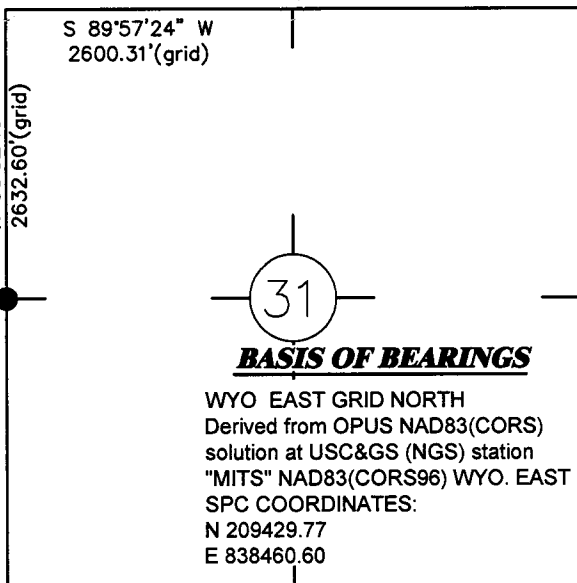 S 89°57'24" W
2600.31'(grid)
2632.60'(grid)
31
BASIS OF BEARINGS
WYO EAST GRID NORTH
Derived from OPUS NAD83(CORS)
solution at USC&GS (NGS) station
"MITS" NAD83(CORS96) WYO. EAST
SPC COORDINATES:
N 209429.77
E 838460.60